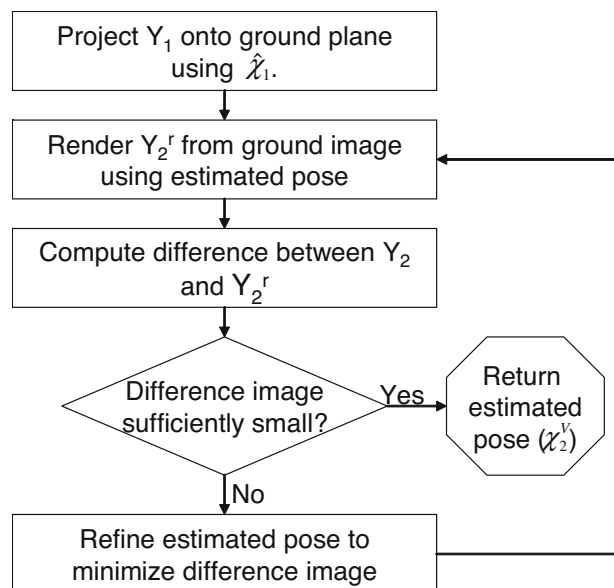 Project Y₁ onto ground plane
using χ̂₁.
Render Y₂ʳ from ground image
using estimated pose
Compute difference between Y₂
and Y₂ʳ
Difference image
sufficiently small?
Yes
Return
estimated
pose (χ₂ⱽ)
No
Refine estimated pose to
minimize difference image